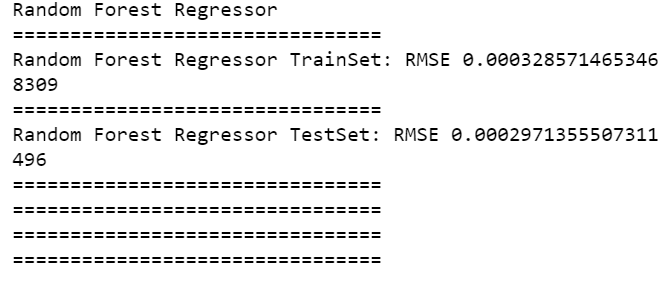 Random Forest Regressor
================================
Random Forest Regressor TrainSet: RMSE 0.000328571465346
8309
================================
Random Forest Regressor TestSet: RMSE 0.0002971355507311
496
================================
================================
================================
================================